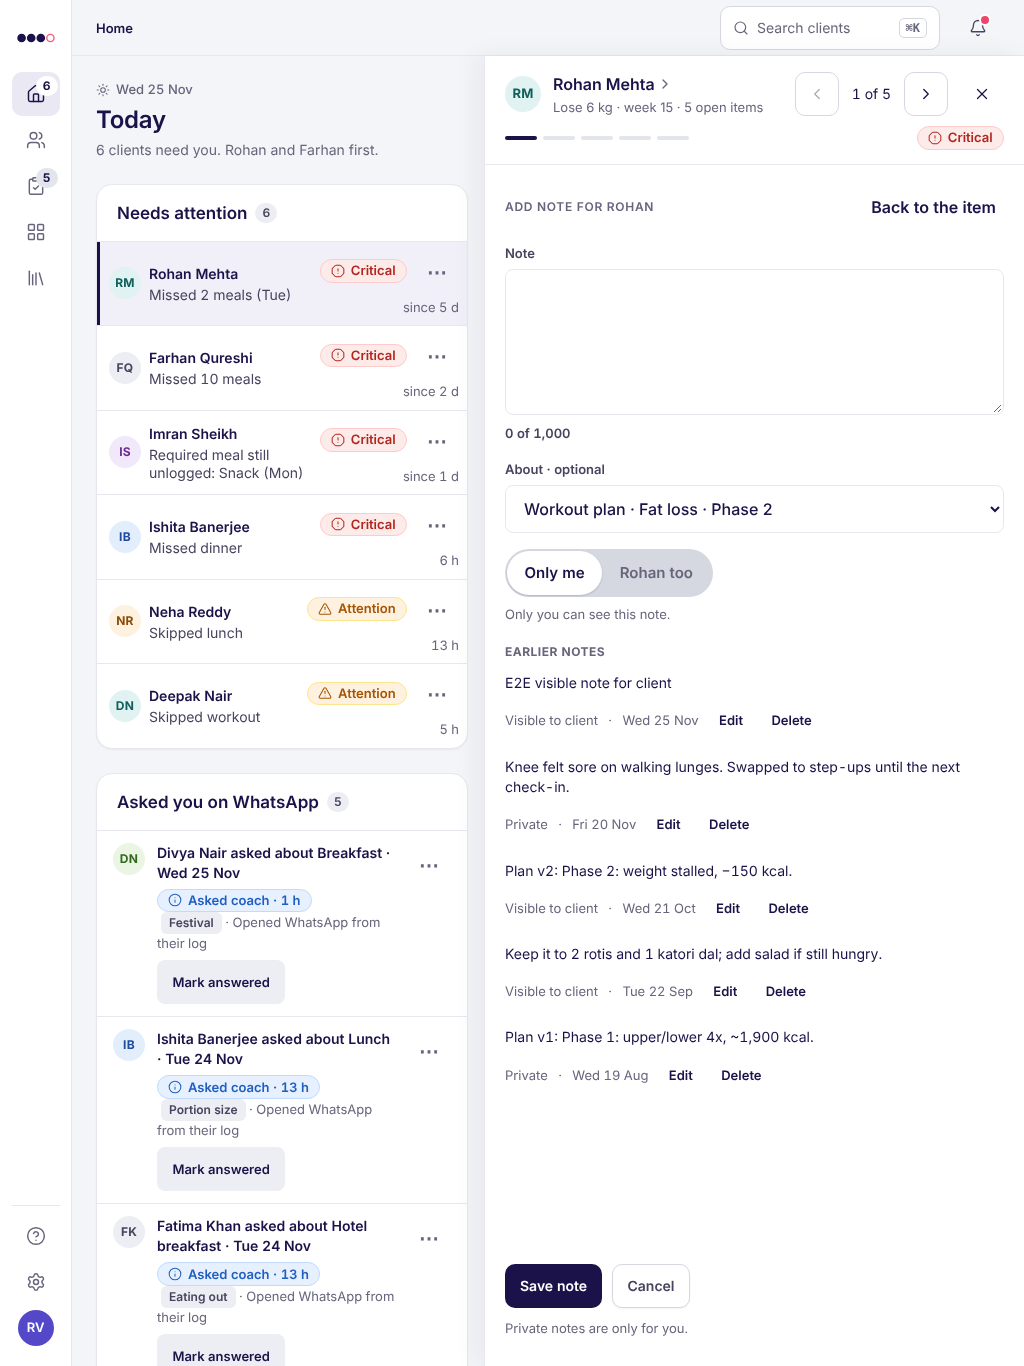 Home
Search clients
⌘K
6
5
Wed 25 Nov
Today
6 clients need you. Rohan and Farhan first.
Needs attention 6
RM
Rohan Mehta
Missed 2 meals (Tue)
Critical
since 5 d
FQ
Farhan Qureshi
Missed 10 meals
Critical
since 2 d
IS
Imran Sheikh
Required meal still
unlogged: Snack (Mon)
Critical
since 1 d
IB
Ishita Banerjee
Missed dinner
Critical
6 h
NR
Neha Reddy
Skipped lunch
Attention
13 h
DN
Deepak Nair
Skipped workout
Attention
5 h
Asked you on WhatsApp 5
DN
Divya Nair asked about Breakfast ·
Wed 25 Nov
Asked coach · 1 h
Festival · Opened WhatsApp from
their log
Mark answered
IB
Ishita Banerjee asked about Lunch
· Tue 24 Nov
Asked coach · 13 h
Portion size · Opened WhatsApp
from their log
Mark answered
FK
Fatima Khan asked about Hotel
breakfast · Tue 24 Nov
Asked coach · 13 h
Eating out · Opened WhatsApp from
their log
Mark answered
RV
RM
Rohan Mehta
Lose 6 kg · week 15 · 5 open items
1 of 5
Critical
ADD NOTE FOR ROHAN
Back to the item
Note
0 of 1,000
About · optional
Workout plan · Fat loss · Phase 2
Only me
Rohan too
Only you can see this note.
EARLIER NOTES
E2E visible note for client
Visible to client · Wed 25 Nov Edit Delete
Knee felt sore on walking lunges. Swapped to step-ups until the next
check-in.
Private · Fri 20 Nov Edit Delete
Plan v2: Phase 2: weight stalled, −150 kcal.
Visible to client · Wed 21 Oct Edit Delete
Keep it to 2 rotis and 1 katori dal; add salad if still hungry.
Visible to client · Tue 22 Sep Edit Delete
Plan v1: Phase 1: upper/lower 4x, ~1,900 kcal.
Private · Wed 19 Aug Edit Delete
Save note
Cancel
Private notes are only for you.